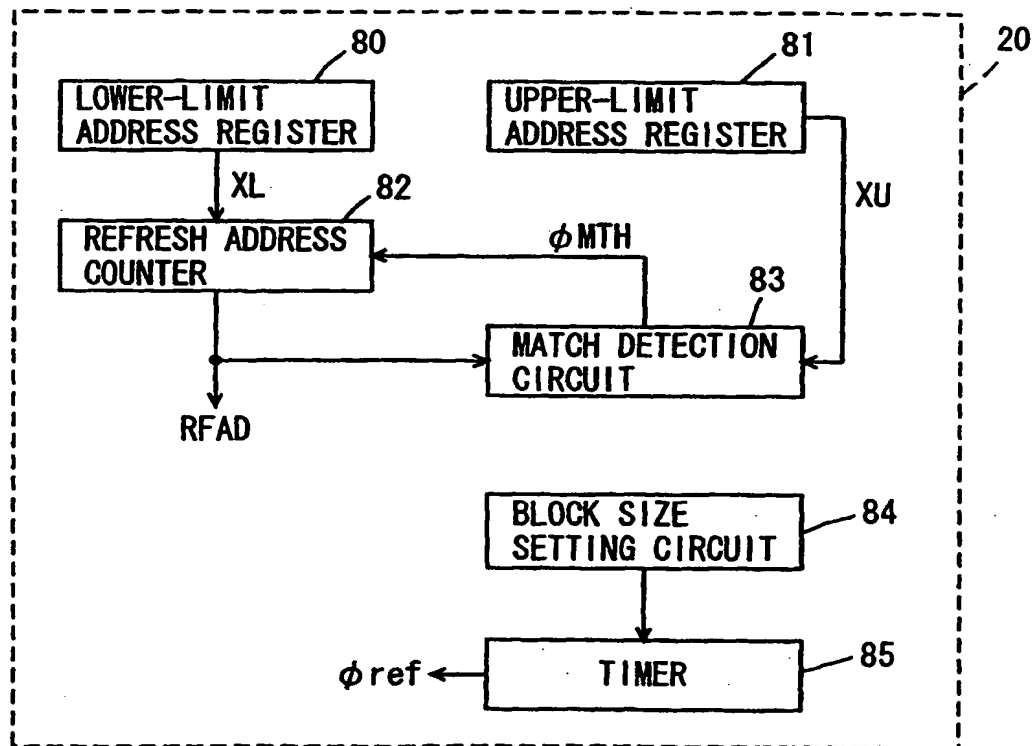 80
81
20
LOWER-LIMIT
ADDRESS REGISTER
UPPER-LIMIT
ADDRESS REGISTER
XL
82
XU
REFRESH ADDRESS
COUNTER
φMTH
83
MATCH DETECTION
CIRCUIT
RFAD
BLOCK SIZE
SETTING CIRCUIT
84
TIMER
85
φref